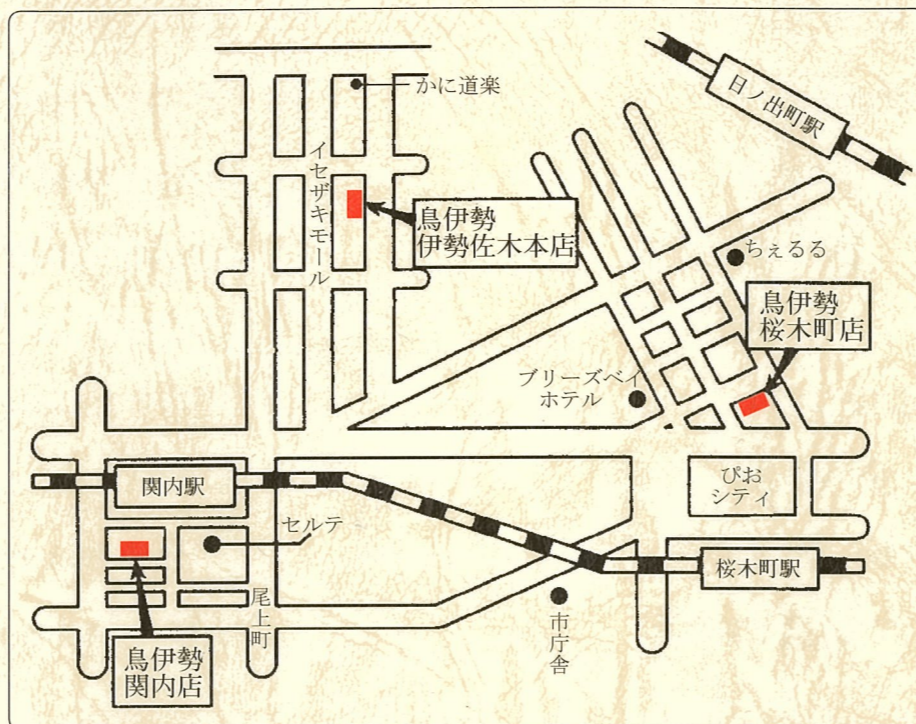 かに道楽
日ノ出町駅
イセザキモール
鳥伊勢
伊勢佐木本店
ちぇるる
鳥伊勢
桜木町店
ブリーズベイ
ホテル
関内駅
ぴお
シティ
セルテ
桜木町駅
尾上町
市庁舎
鳥伊勢
関内店